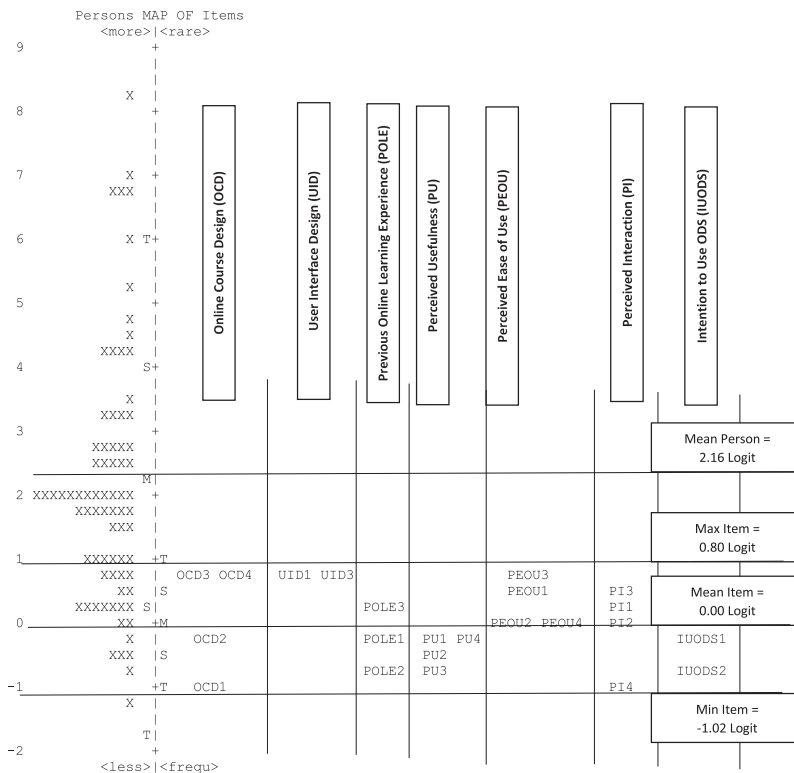 Persons MAP OF Items
<more>|<rare>
9 +
|
|
X |
8 +
|
|
|
7 X +
XXX |
|
|
6 X T+
|
|
X |
5 +
X |
X |
XXXX |
4 S+
|
X |
XXXX |
3 +
XXXXX |
XXXXX |
M|
2 XXXXXXXXXXXX +
XXXXXXX |
XXX |
|
1 XXXXXX +T
XXXX | OCD3 OCD4 UID1 UID3 PEOU3
XX |S PEOU1 PI3
XXXXXXX S| POLE3 PI1
0 XX +M PEOU2 PEOU4 PI2
X | OCD2 POLE1 PU1 PU4 IUODS1
XXX |S PU2
X | POLE2 PU3 IUODS2
-1 +T OCD1 PI4
X |
|
T|
-2 +
<less>|<frequ>
Online Course Design (OCD)
User Interface Design (UID)
Previous Online Learning Experience (POLE)
Perceived Usefulness (PU)
Perceived Ease of Use (PEOU)
Perceived Interaction (PI)
Intention to Use ODS (IUODS)
Mean Person =
2.16 Logit
Max Item =
0.80 Logit
Mean Item =
0.00 Logit
Min Item =
-1.02 Logit